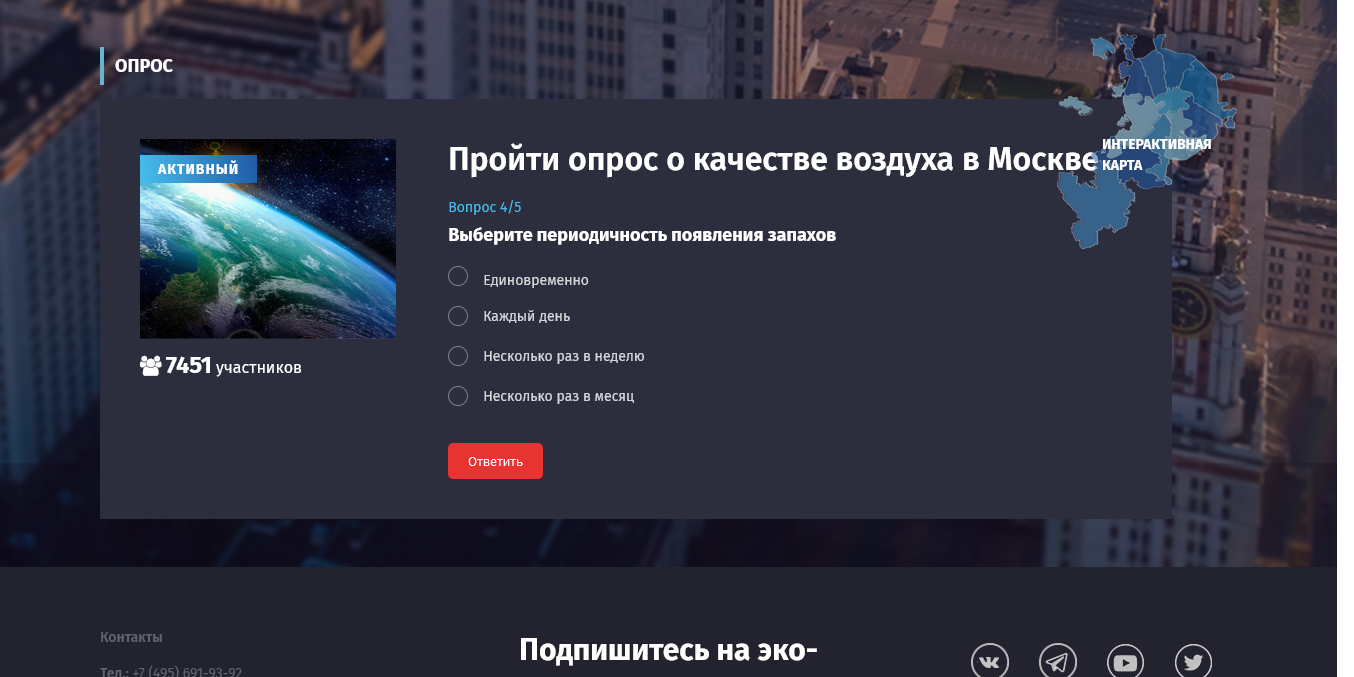 ОПРОС
АКТИВНЫЙ
7451 участников
Пройти опрос о качестве воздуха в Москве
Вопрос 4/5
Выберите периодичность появления запахов
Единовременно
Каждый день
Несколько раз в неделю
Несколько раз в месяц
Ответить
ИНТЕРАКТИВНАЯ
КАРТА
Контакты
Тел.: +7 (495) 691-93-92
Подпишитесь на эко-